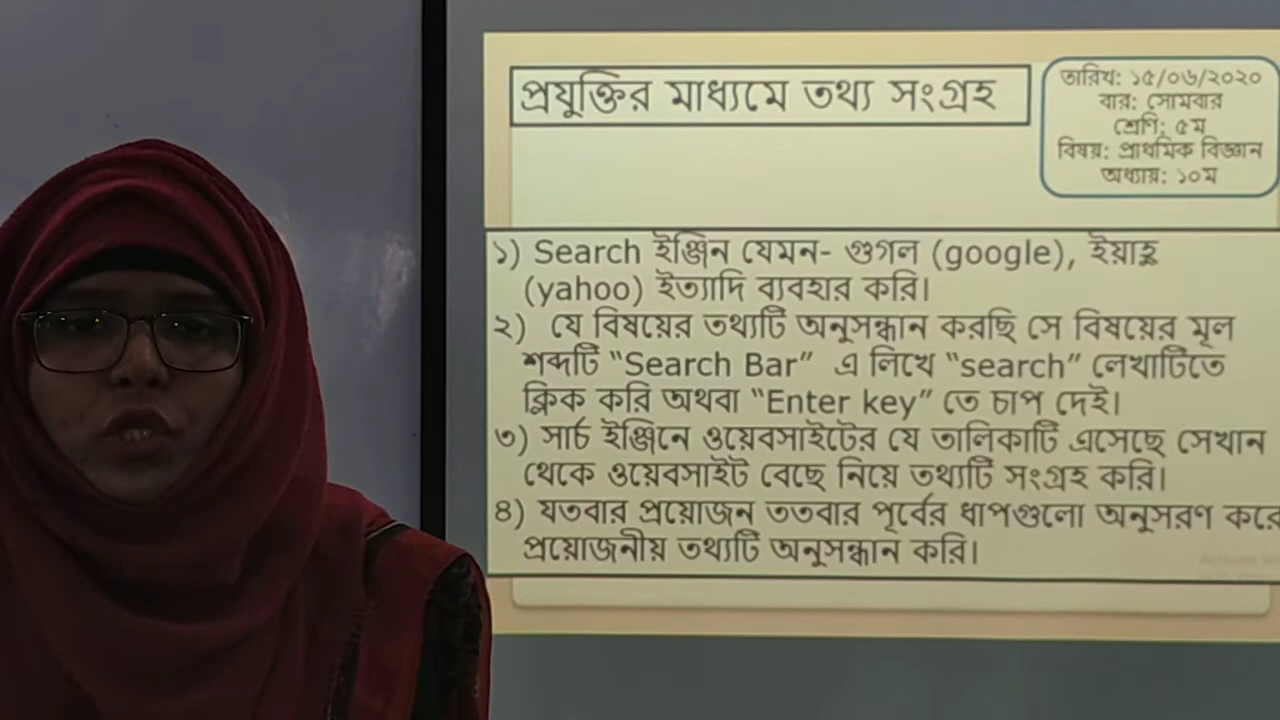 প্রযুক্তির মাধ্যমে তথ্য সংগ্রহ
তারিখ: ১৫/০৬/২০২০
বার: সোমবার
শ্রেণি: ৫ম
বিষয়: প্রাথমিক বিজ্ঞান
অধ্যায়: ১০ম
১) Search ইঞ্জিন যেমন- গুগল (google), ইয়াহু
(yahoo) ইত্যাদি ব্যবহার করি।
২) যে বিষয়ের তথ্যটি অনুসন্ধান করছি সে বিষয়ের মূল
শব্দটি “Search Bar” এ লিখে “search” লেখাটিতে
ক্লিক করি অথবা “Enter key” তে চাপ দেই।
৩) সার্চ ইঞ্জিনে ওয়েবসাইটের যে তালিকাটি এসেছে সেখান
থেকে ওয়েবসাইট বেছে নিয়ে তথ্যটি সংগ্রহ করি।
৪) যতবার প্রয়োজন ততবার পূর্বের ধাপগুলো অনুসরণ করে
প্রয়োজনীয় তথ্যটি অনুসন্ধান করি।
Activate